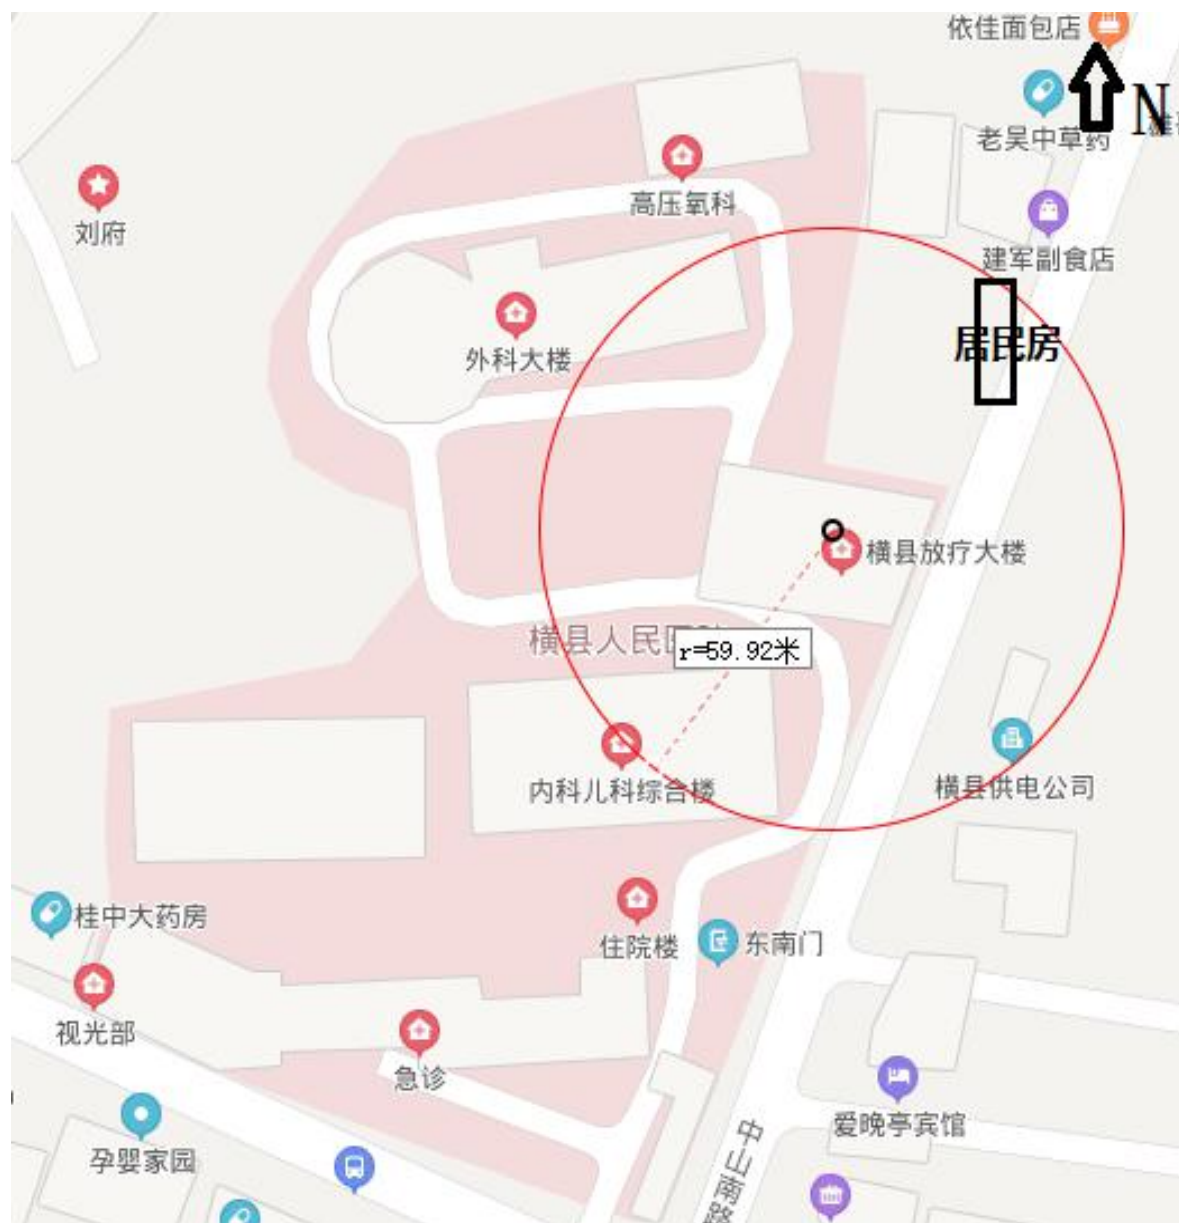 依佳面包店
N
老吴中草药
刘府
高压氧科
建军副食店
外科大楼
居民房
横县放疗大楼
横县人民
r=59.92米
内科儿科综合楼
横县供电公司
桂中大药房
住院楼
东南门
视光部
急诊
爱晚亭宾馆
孕婴家园
中山南路